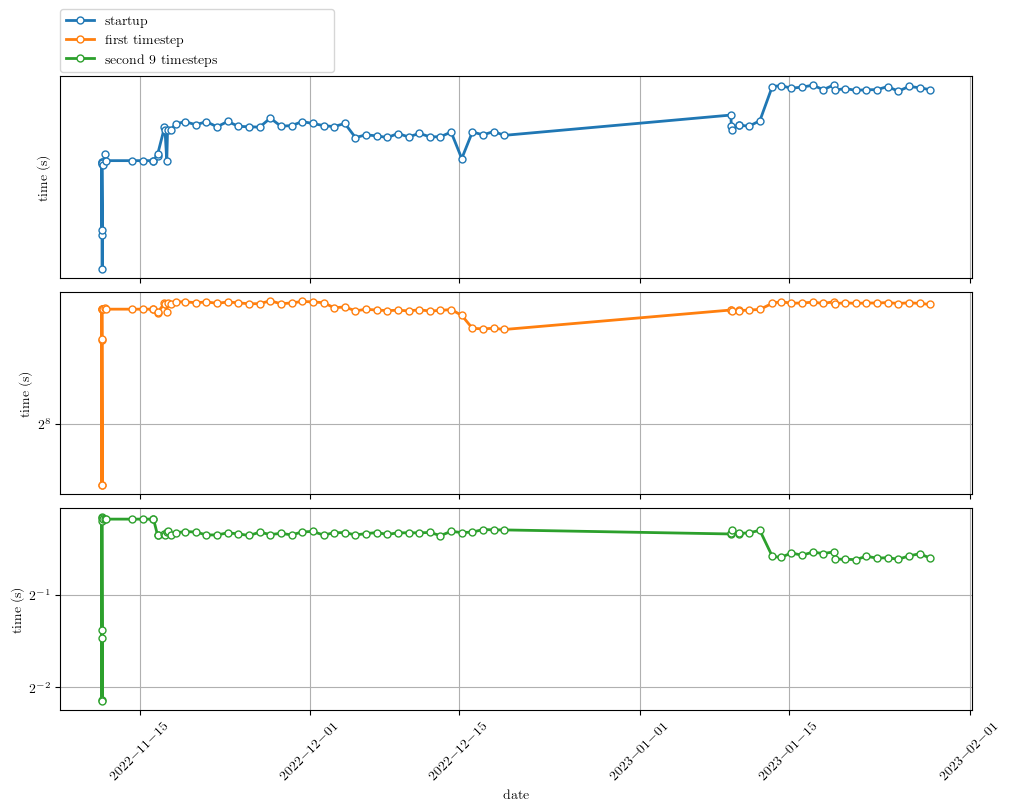 startup
first timestep
second 9 timesteps
time (s)
time (s)
2^8
time (s)
2^−1
2^−2
2022−11−15
2022−12−01
2022−12−15
2023−01−01
2023−01−15
2023−02−01
date